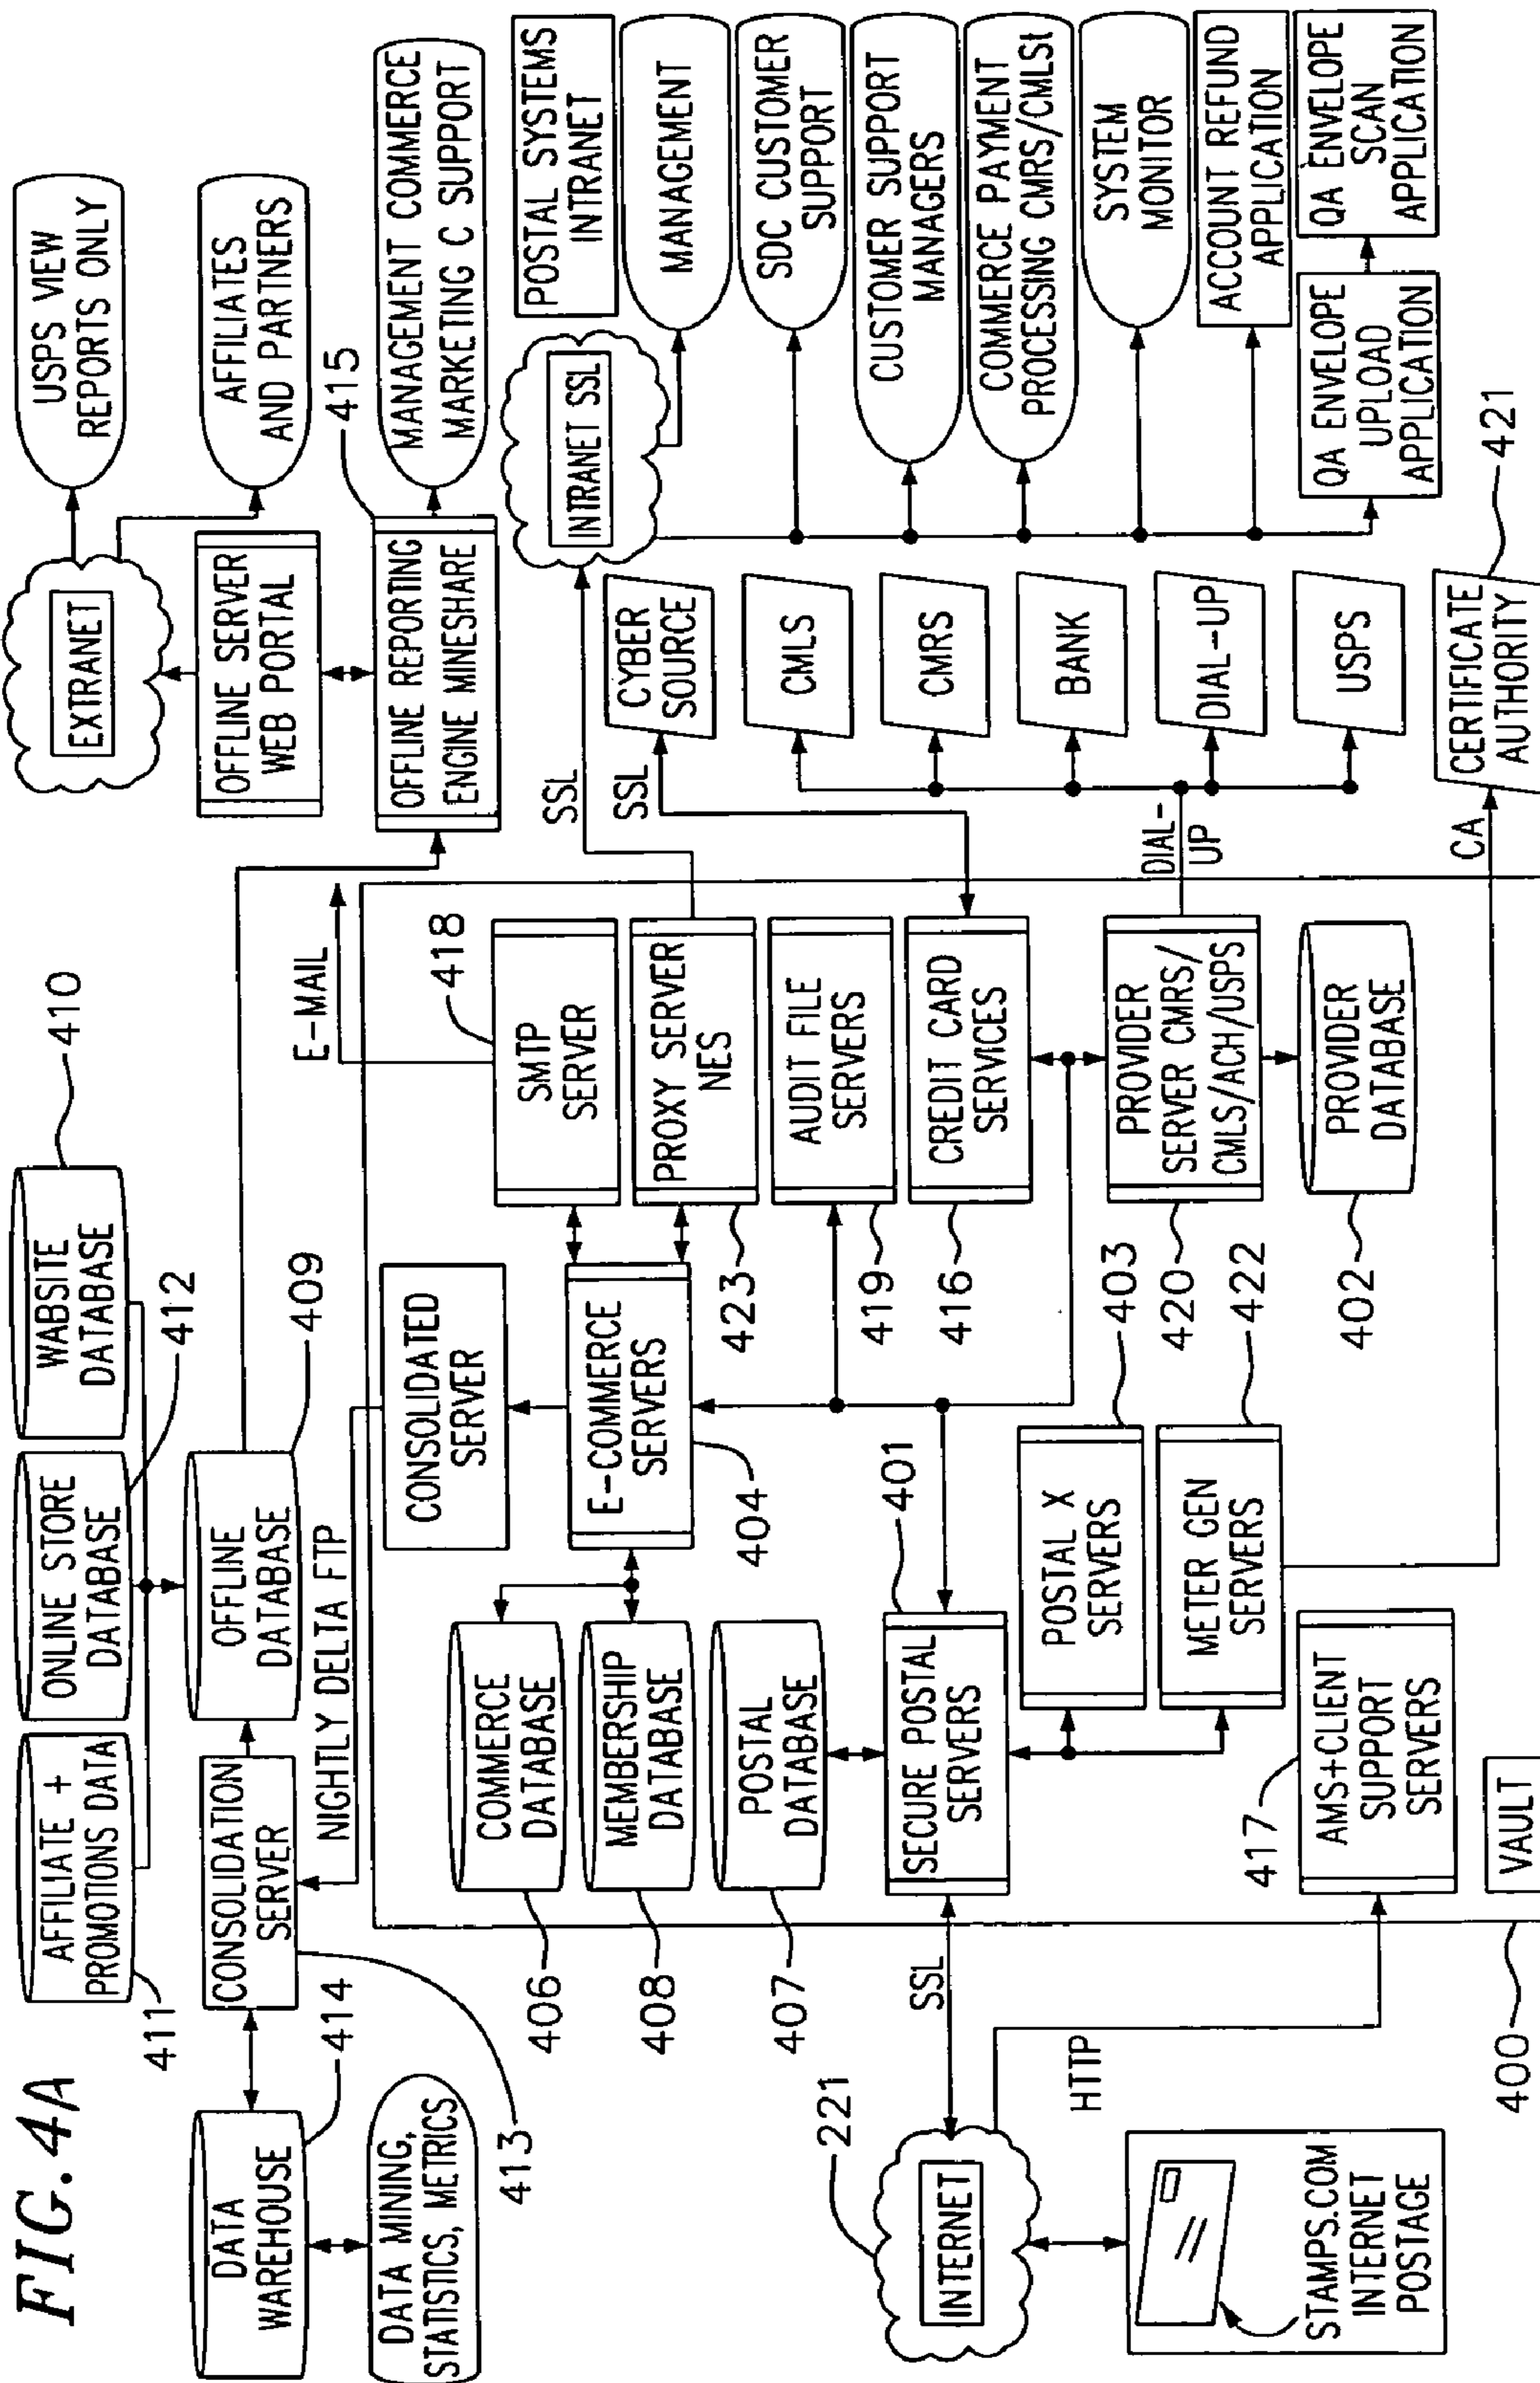 FIG. 4A
AFFILIATE +
PROMOTIONS DATA
411
ONLINE STORE
DATABASE
412
WABSITE
DATABASE
410
DATA
WAREHOUSE
414
CONSOLIDATION
SERVER
413
OFFLINE
DATABASE
409
DATA MINING,
STATISTICS, METRICS
NIGHTLY DELTA FTP
E-MAIL
EXTRANET
USPS VIEW
REPORTS ONLY
OFFLINE SERVER
WEB PORTAL
AFFILIATES
AND PARTNERS
415
OFFLINE REPORTING
ENGINE MINESHARE
MANAGEMENT COMMERCE
MARKETING C SUPPORT
CONSOLIDATED
SERVER
COMMERCE
DATABASE
406
MEMBERSHIP
DATABASE
408
E-COMMERCE
SERVERS
404
SMTP
SERVER
418
PROXY SERVER
NES
423
SSL
INTRANET SSL
POSTAL SYSTEMS
INTRANET
MANAGEMENT
SDC CUSTOMER
SUPPORT
CUSTOMER SUPPORT
MANAGERS
COMMERCE PAYMENT
PROCESSING CMRS/CMLSt
SYSTEM
MONITOR
ACCOUNT REFUND
APPLICATION
QA ENVELOPE
UPLOAD
APPLICATION
QA ENVELOPE
SCAN
APPLICATION
POSTAL
DATABASE
407
AUDIT FILE
SERVERS
419
SSL
CYBER
SOURCE
CMLS
CMRS
BANK
DIAL-UP
USPS
221
INTERNET
SSL
SECURE POSTAL
SERVERS
401
CREDIT CARD
SERVICES
416
POSTAL X
SERVERS
403
PROVIDER
SERVER CMRS/
CMLS/ACH/USPS
420
DIAL-
UP
HTTP
METER GEN
SERVERS
422
PROVIDER
DATABASE
402
STAMPS.COM
INTERNET
POSTAGE
417
AMS+CLIENT
SUPPORT
SERVERS
CA
CERTIFICATE
AUTHORITY
421
400
VAULT